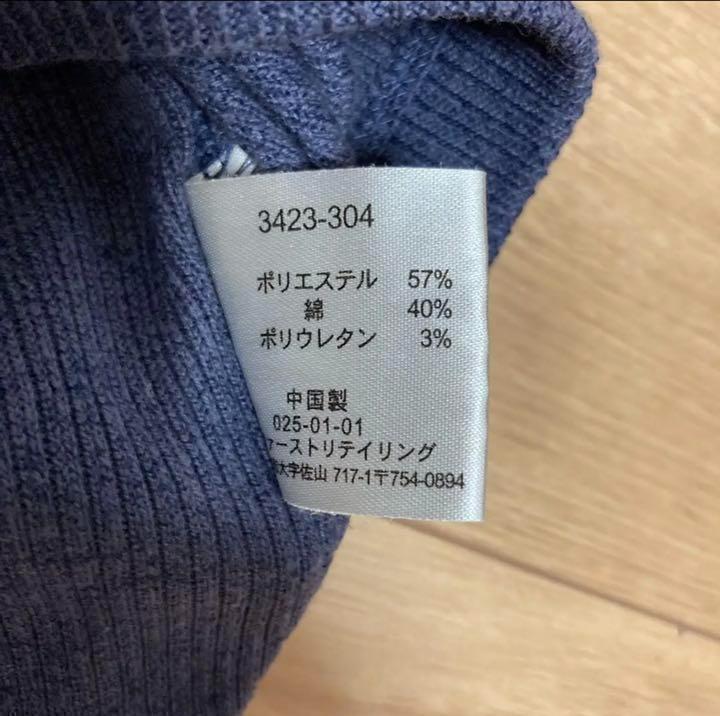 3423-304
ポリエステル 57%
綿 40%
ポリウレタン 3%
中国製
025-01-01
ァーストリテイリング
大字佐山 717-1〒754-0894